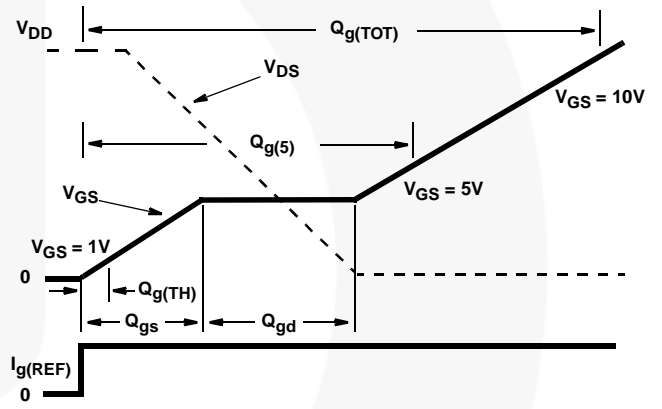 VDD
Qg(TOT)
VDS
VGS = 10V
Qg(5)
VGS
VGS = 5V
VGS = 1V
0
Qg(TH)
Qgs
Qgd
Ig(REF)
0